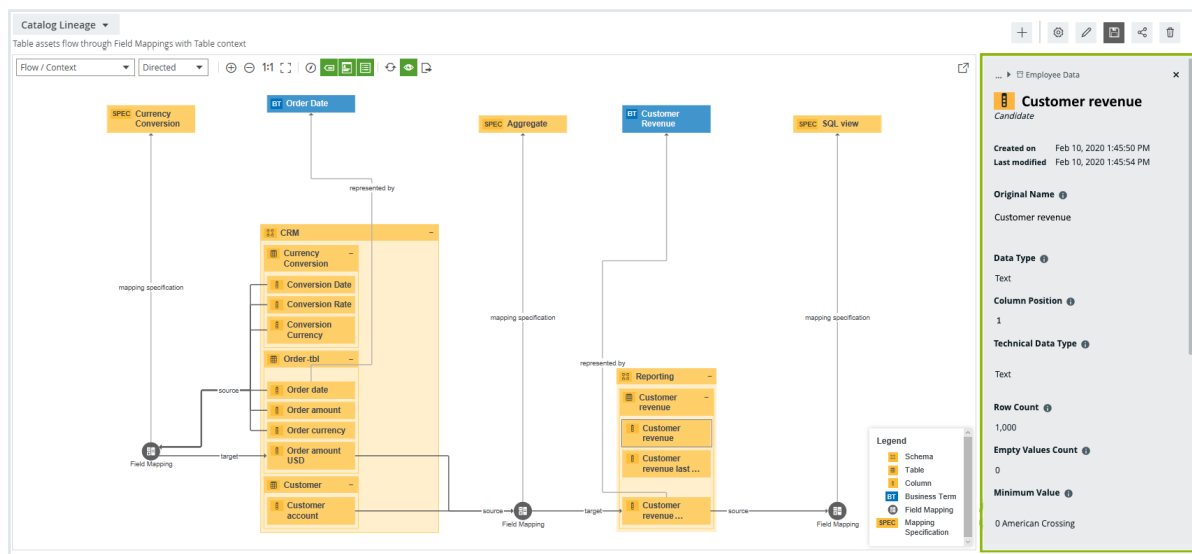 Catalog Lineage
Table assets flow through Field Mappings with Table context
Flow / Context
Directed
1:1
SPEC Currency
Conversion
BT Order Date
SPEC Aggregate
BT Customer
Revenue
SPEC SQL view
represented by
CRM
Currency
Conversion
Conversion Date
Conversion Rate
Conversion
Currency
Order-tbl
Order date
Order amount
Order currency
Order amount
USD
Customer
Customer
account
mapping specification
mapping specification
mapping specification
source
target
Field Mapping
represented by
Reporting
Customer
revenue
Customer
revenue
Customer
revenue last ...
Customer
revenue ...
source
Field Mapping
target
source
Field Mapping
Legend
Schema
Table
Column
BT Business Term
Field Mapping
SPEC Mapping
Specification
... Employee Data
Customer revenue
Candidate
Created on Feb 10, 2020 1:45:50 PM
Last modified Feb 10, 2020 1:45:54 PM
Original Name
Customer revenue
Data Type
Text
Column Position
1
Technical Data Type
Text
Row Count
1,000
Empty Values Count
0
Minimum Value
0 American Crossing